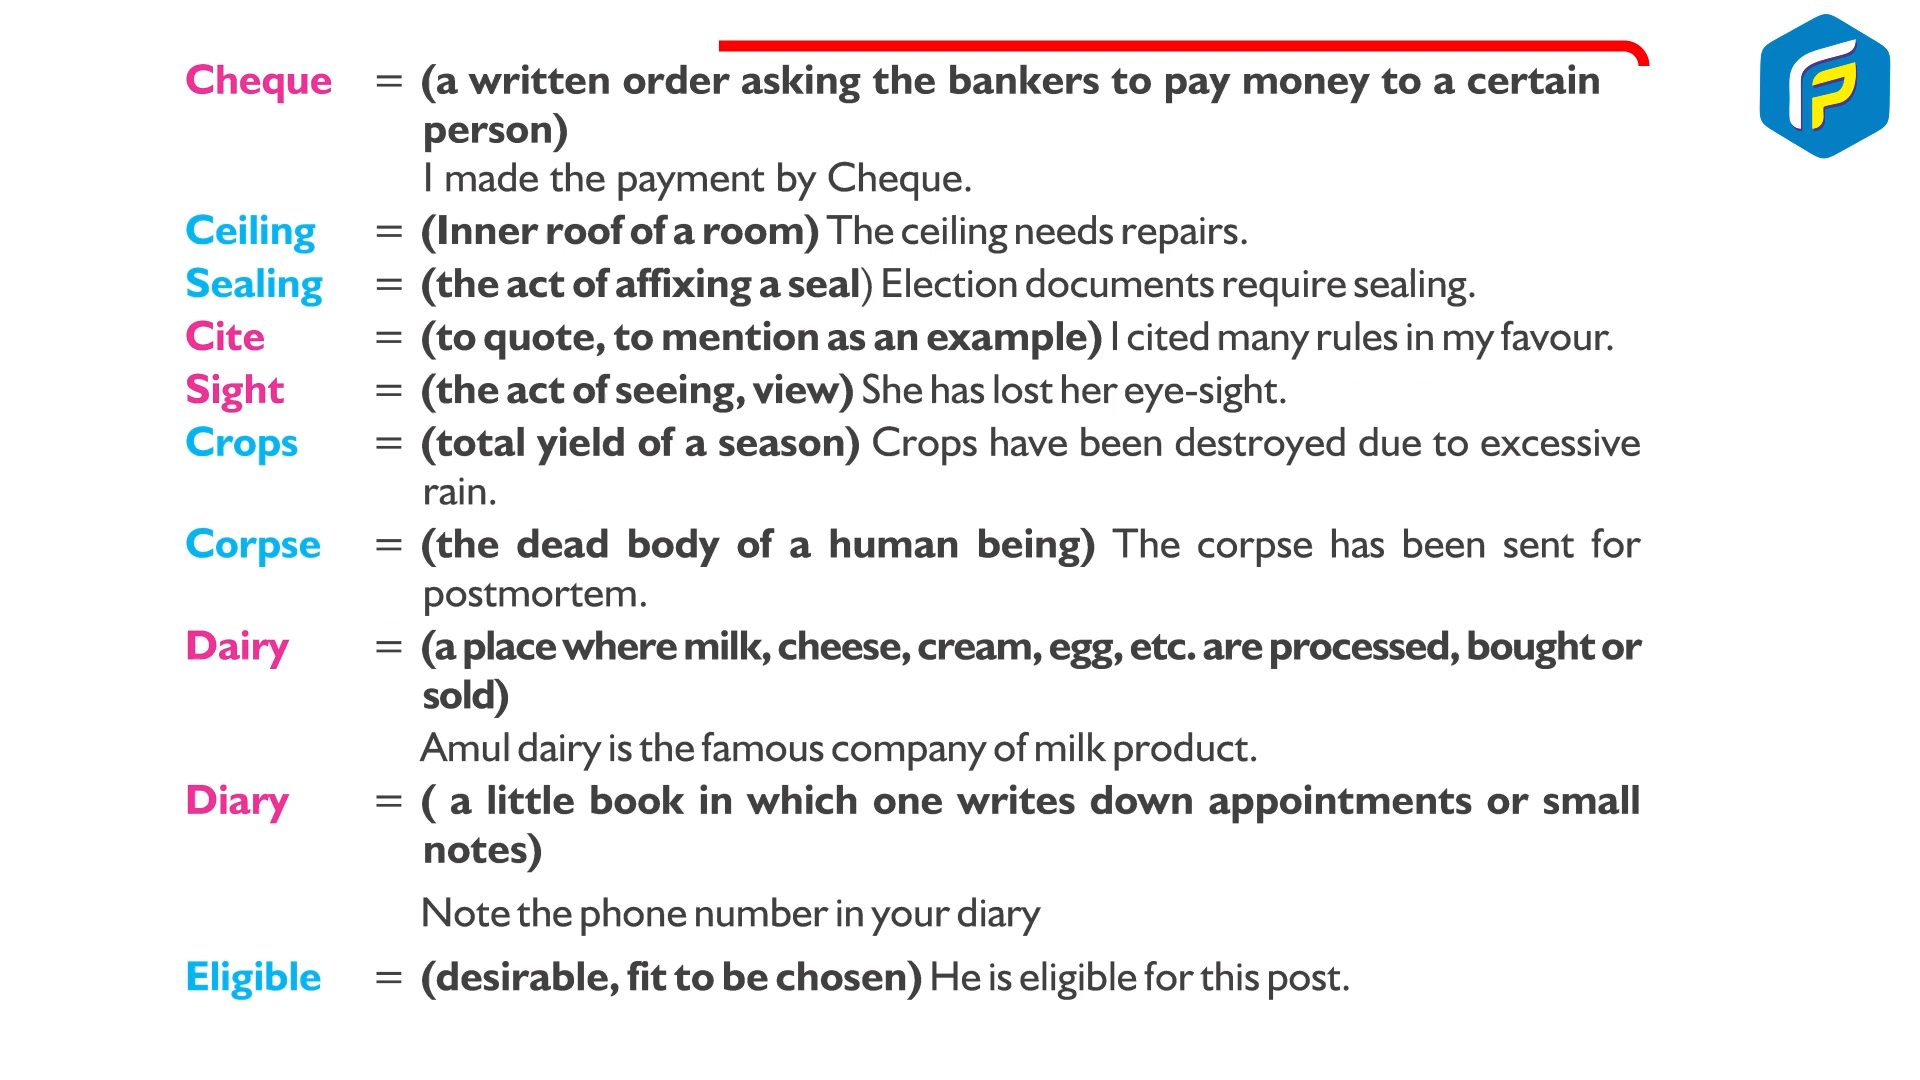 Cheque = (a written order asking the bankers to pay money to a certain
person)
I made the payment by Cheque.
Ceiling = (Inner roof of a room) The ceiling needs repairs.
Sealing = (the act of affixing a seal) Election documents require sealing.
Cite = (to quote, to mention as an example) I cited many rules in my favour.
Sight = (the act of seeing, view) She has lost her eye-sight.
Crops = (total yield of a season) Crops have been destroyed due to excessive
rain.
Corpse = (the dead body of a human being) The corpse has been sent for
postmortem.
Dairy = (a place where milk, cheese, cream, egg, etc. are processed, bought or
sold)
Amul dairy is the famous company of milk product.
Diary = ( a little book in which one writes down appointments or small
notes)
Note the phone number in your diary
Eligible = (desirable, fit to be chosen) He is eligible for this post.